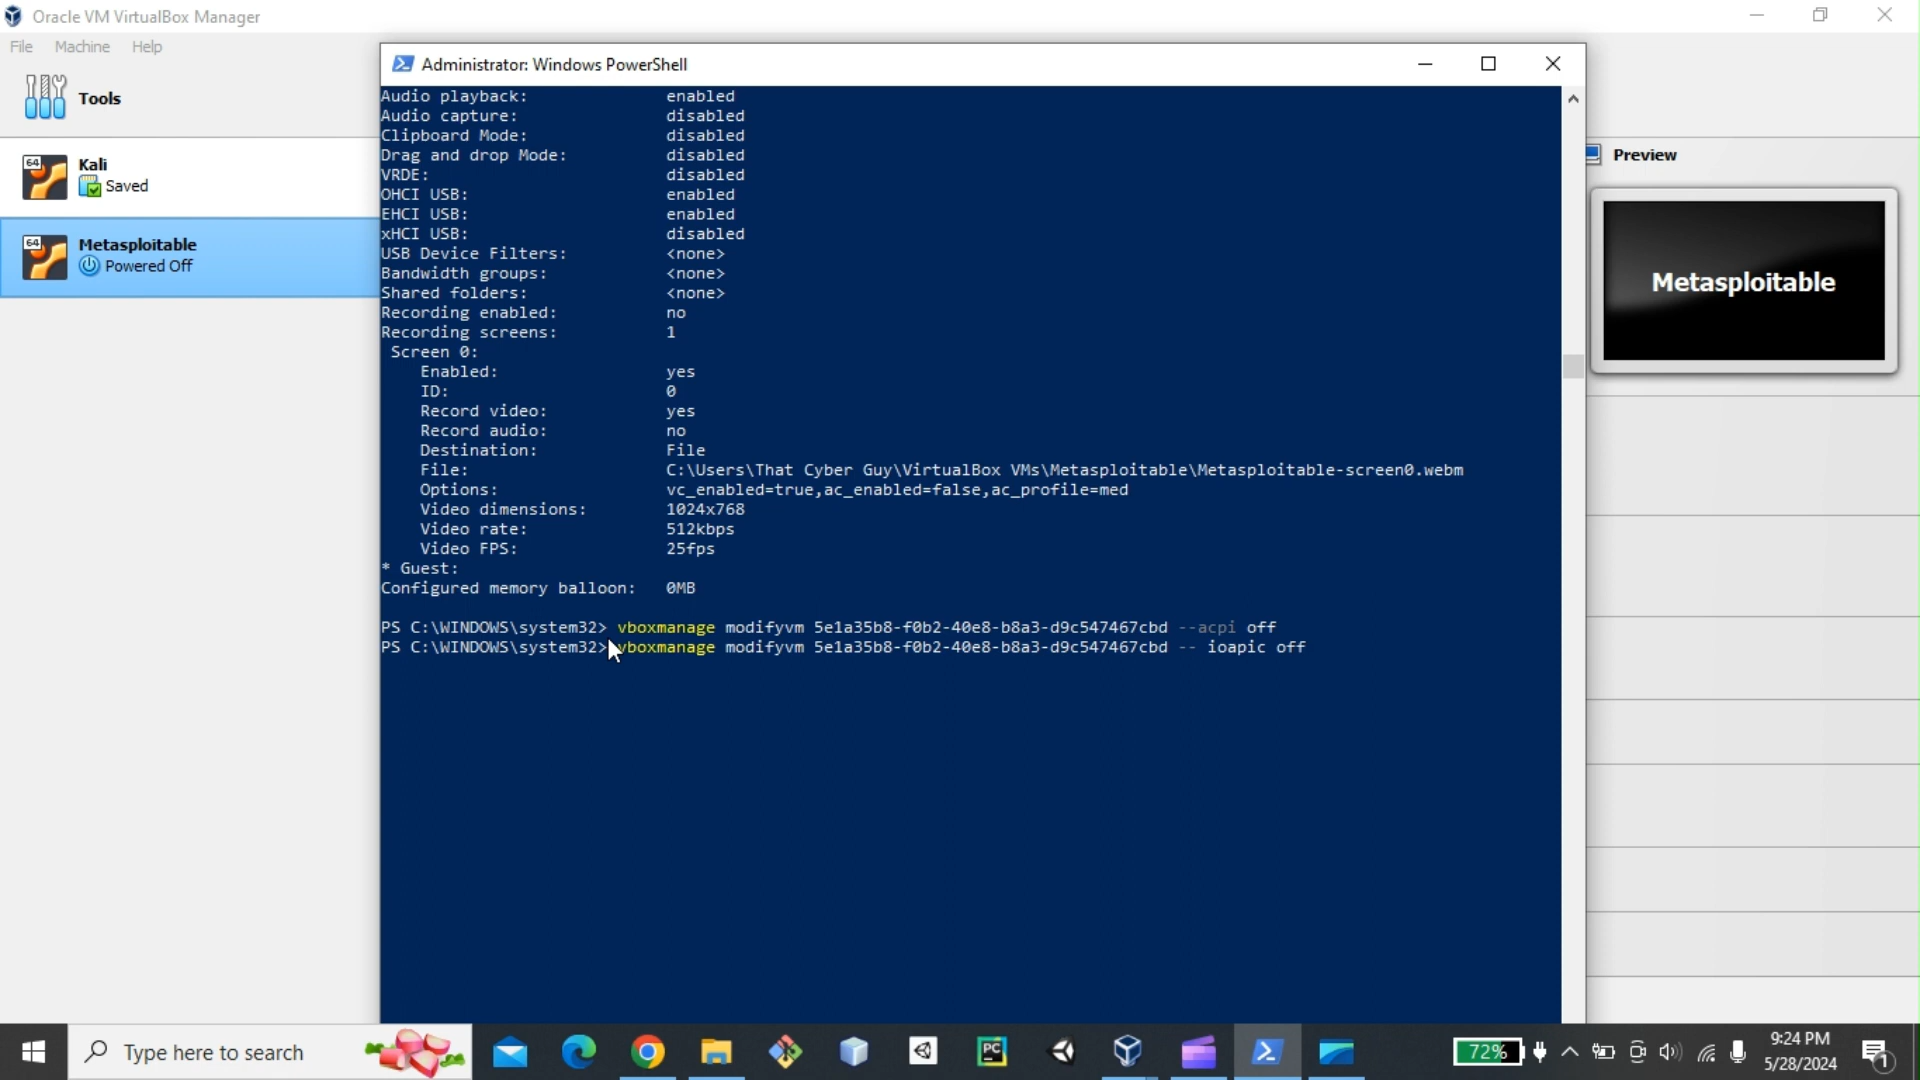 Oracle VM VirtualBox Manager
File Machine Help
Tools
64
Kali
Saved
64
Metasploitable
Powered Off
Administrator: Windows PowerShell
Audio playback: enabled
Audio capture: disabled
Clipboard Mode: disabled
Drag and drop Mode: disabled
VRDE: disabled
OHCI USB: enabled
EHCI USB: enabled
xHCI USB: disabled
USB Device Filters: <none>
Bandwidth groups: <none>
Shared folders: <none>
Recording enabled: no
Recording screens: 1
Screen 0:
Enabled: yes
ID: 0
Record video: yes
Record audio: no
Destination: File
File: C:\Users\That Cyber Guy\VirtualBox VMs\Metasploitable\Metasploitable-screen0.webm
Options: vc_enabled=true,ac_enabled=false,ac_profile=med
Video dimensions: 1024x768
Video rate: 512kbps
Video FPS: 25fps
* Guest:
Configured memory balloon: 0MB
PS C:\WINDOWS\system32> vboxmanage modifyvm 5e1a35b8-f0b2-40e8-b8a3-d9c547467cbd --acpi off
PS C:\WINDOWS\system32> vboxmanage modifyvm 5e1a35b8-f0b2-40e8-b8a3-d9c547467cbd -- ioapic off
Preview
Metasploitable
Type here to search
PC
72%
9:24 PM
5/28/2024
1